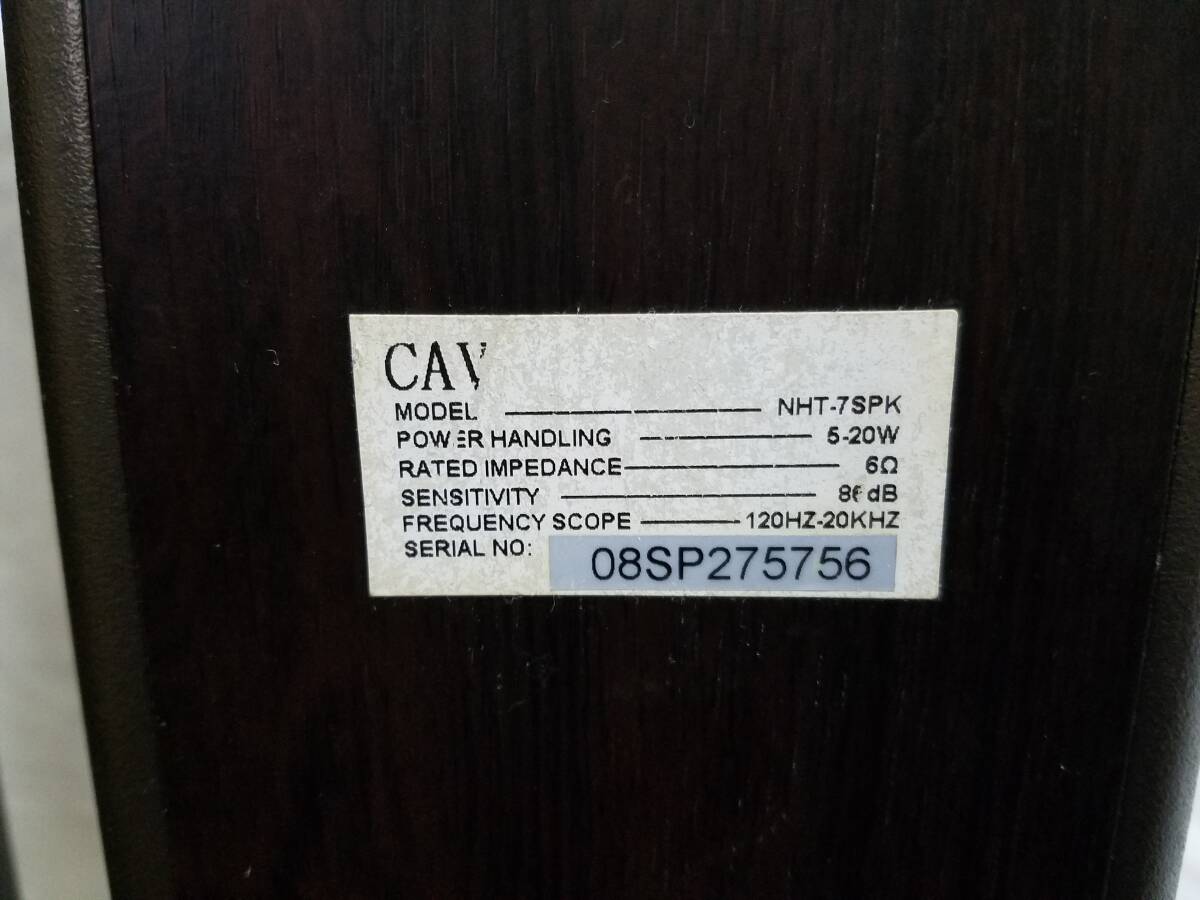 CAV
MODEL NHT-7SPK
POWER HANDLING 5-20W
RATED IMPEDANCE 6Ω
SENSITIVITY
FREQUENCY SCOPE 120HZ-20KHZ
SERIAL NO: 08SP275756